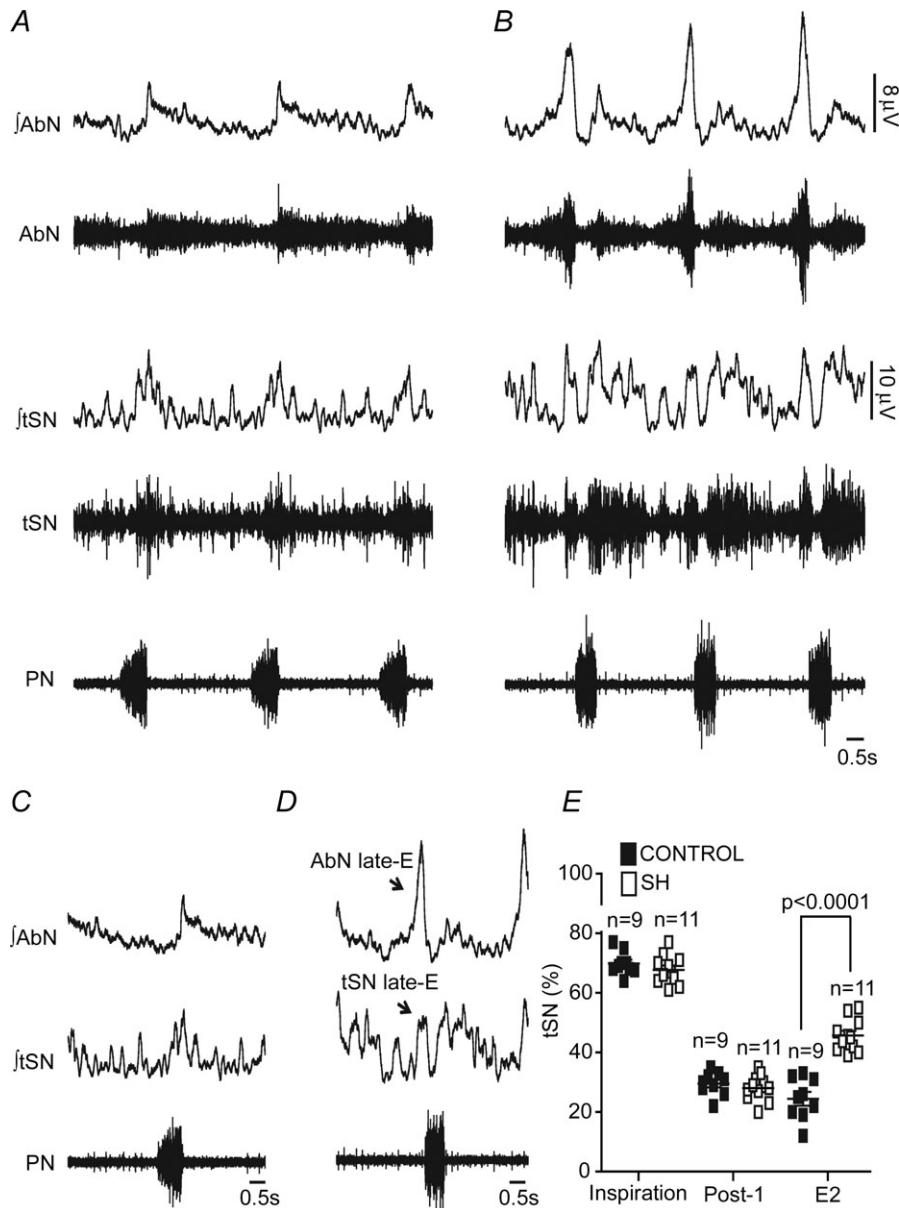 A
B
∫AbN
8 µV
AbN
∫tSN
10 µV
tSN
PN
0.5s
C
D
E
AbN late-E
∫AbN
tSN late-E
∫tSN
PN
0.5s
0.5s
CONTROL
SH
p<0.0001
n=9
n=11
n=9
n=11
n=9
n=11
tSN (%)
100
80
60
40
20
0
Inspiration
Post-1
E2